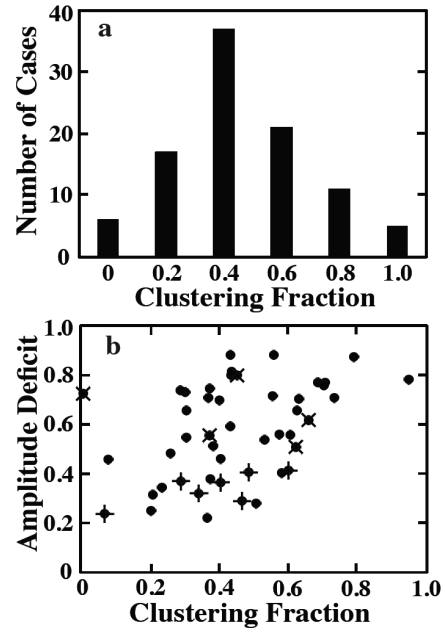 a
40
30
20
10
0
Number of Cases
0 0.2 0.4 0.6 0.8 1.0
Clustering Fraction
b
1.0
0.8
0.6
0.4
0.2
0
Amplitude Deficit
0 0.2 0.4 0.6 0.8 1.0
Clustering Fraction